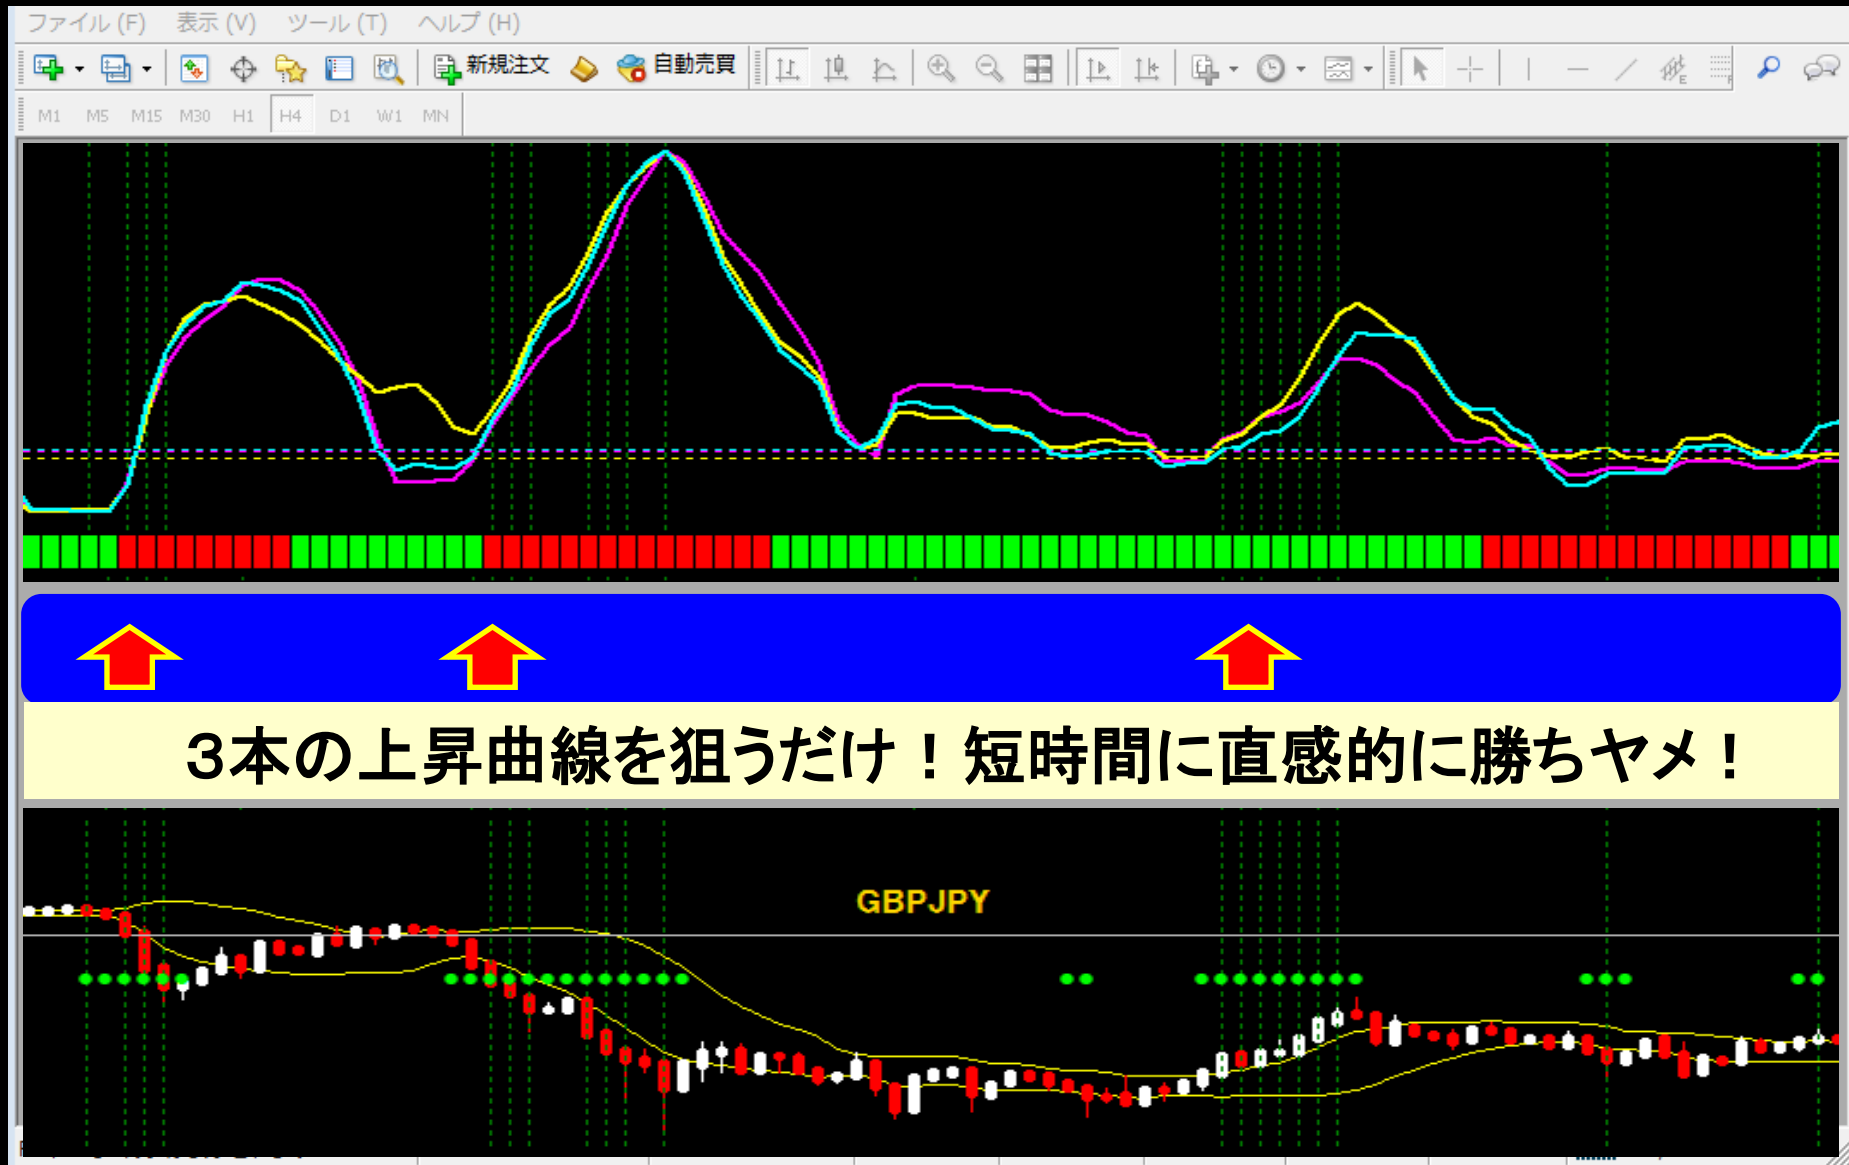 ファイル (F) 表示 (V) ツール (T) ヘルプ (H)
新規注文 自動売買
M1 M5 M15 M30 H1 H4 D1 W1 MN
3本の上昇曲線を狙うだけ！短時間に直感的に勝ちヤメ！
GBPJPY